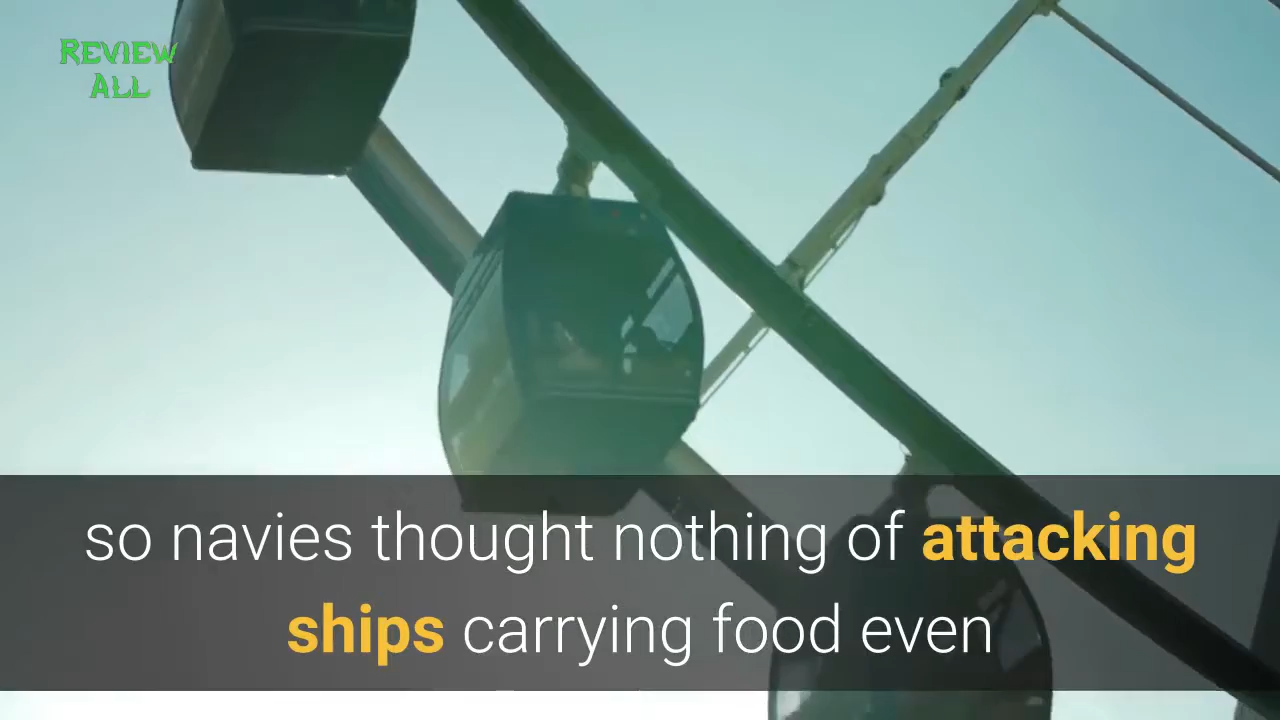 Review
All
so navies thought nothing of attacking
ships carrying food even